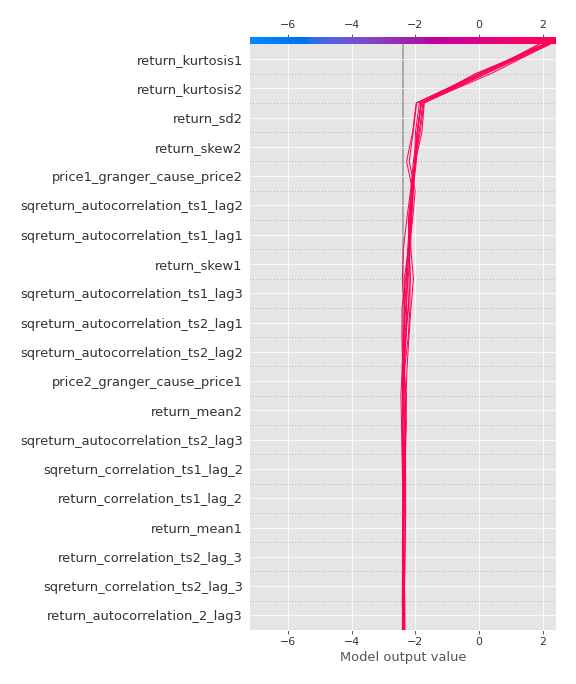 −6 −4 −2 0 2
return_kurtosis1
return_kurtosis2
return_sd2
return_skew2
price1_granger_cause_price2
sqreturn_autocorrelation_ts1_lag2
sqreturn_autocorrelation_ts1_lag1
return_skew1
sqreturn_autocorrelation_ts1_lag3
sqreturn_autocorrelation_ts2_lag1
sqreturn_autocorrelation_ts2_lag2
price2_granger_cause_price1
return_mean2
sqreturn_autocorrelation_ts2_lag3
sqreturn_correlation_ts1_lag_2
return_correlation_ts1_lag_2
return_mean1
return_correlation_ts2_lag_3
sqreturn_correlation_ts2_lag_3
return_autocorrelation_2_lag3
−6 −4 −2 0 2
Model output value